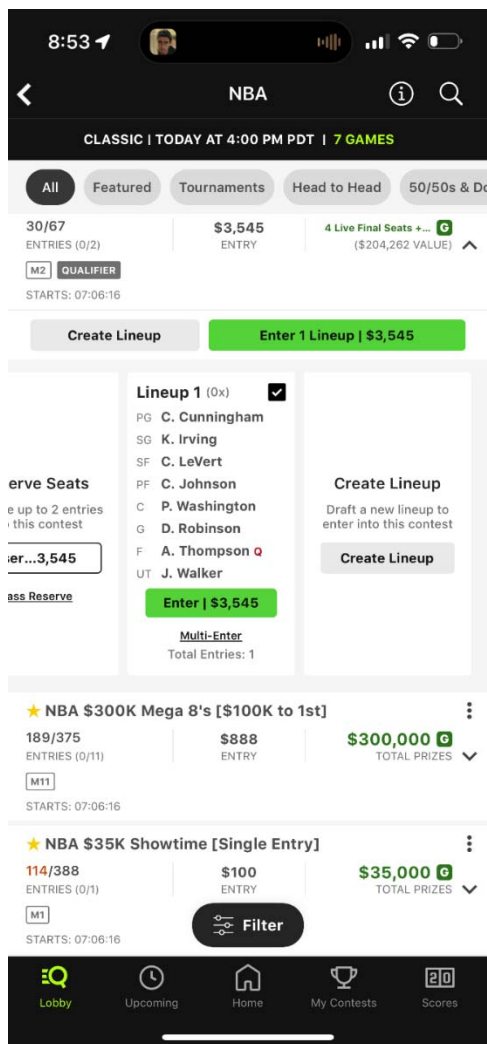 8:53
NBA
CLASSIC | TODAY AT 4:00 PM PDT | 7 GAMES
All Featured Tournaments Head to Head 50/50s & Do
30/67 $3,545 4 Live Final Seats +... G
ENTRIES (0/2) ENTRY ($204,262 VALUE)
M2 QUALIFIER
STARTS: 07:06:16
Create Lineup Enter 1 Lineup | $3,545
erve Seats
e up to 2 entries
this contest
er...3,545
ass Reserve
Lineup 1 (0x)
PG C. Cunningham
SG K. Irving
SF C. LeVert
PF C. Johnson
C P. Washington
G D. Robinson
F A. Thompson Q
UT J. Walker
Enter | $3,545
Multi-Enter
Total Entries: 1
Create Lineup
Draft a new lineup to
enter into this contest
Create Lineup
NBA $300K Mega 8's [$100K to 1st]
189/375 $888 $300,000 G
ENTRIES (0/11) ENTRY TOTAL PRIZES
M11
STARTS: 07:06:16
NBA $35K Showtime [Single Entry]
114/388 $100 $35,000 G
ENTRIES (0/1) ENTRY TOTAL PRIZES
M1
STARTS: 07:06:16
Filter
Lobby Upcoming Home My Contests Scores